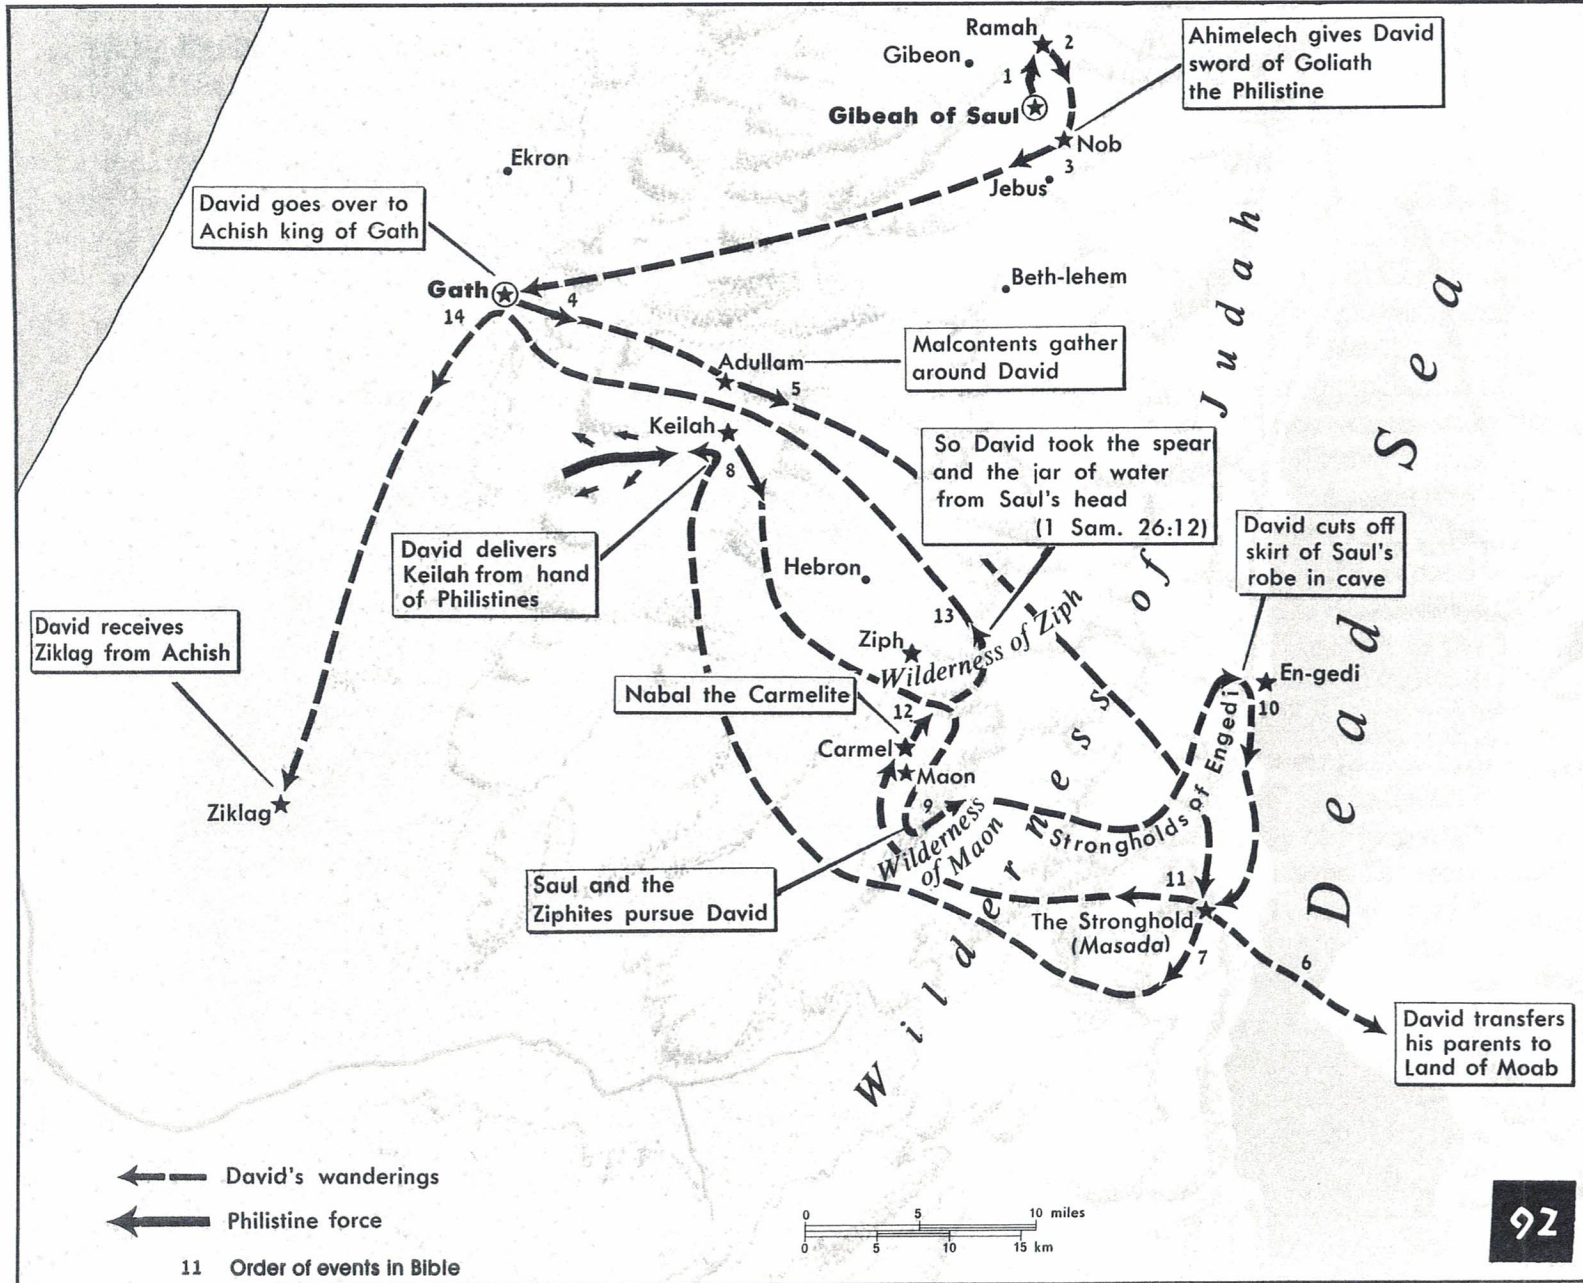 Ramah
2
Gibeon
1
Gibeah of Saul
Ahimelech gives David
sword of Goliath
the Philistine
Nob
3
Jebus
Ekron
David goes over to
Achish king of Gath
Beth-lehem
Gath
4
14
Adullam
5
Malcontents gather
around David
Keilah
8
So David took the spear
and the jar of water
from Saul's head
(1 Sam. 26:12)
David cuts off
skirt of Saul's
robe in cave
David delivers
Keilah from hand
of Philistines
Hebron
David receives
Ziklag from Achish
13
Ziph
Wilderness of Ziph
En-gedi
10
Nabal the Carmelite
12
Carmel
Maon
Ziklag
9
Wilderness
of Maon
Strongholds of Engedi
Saul and the
Ziphites pursue David
11
The Stronghold
(Masada)
7
6
David transfers
his parents to
Land of Moab
Wilderness of Judah
Dead Sea
David's wanderings
Philistine force
11 Order of events in Bible
0 5 10 miles
0 5 10 15 km
92